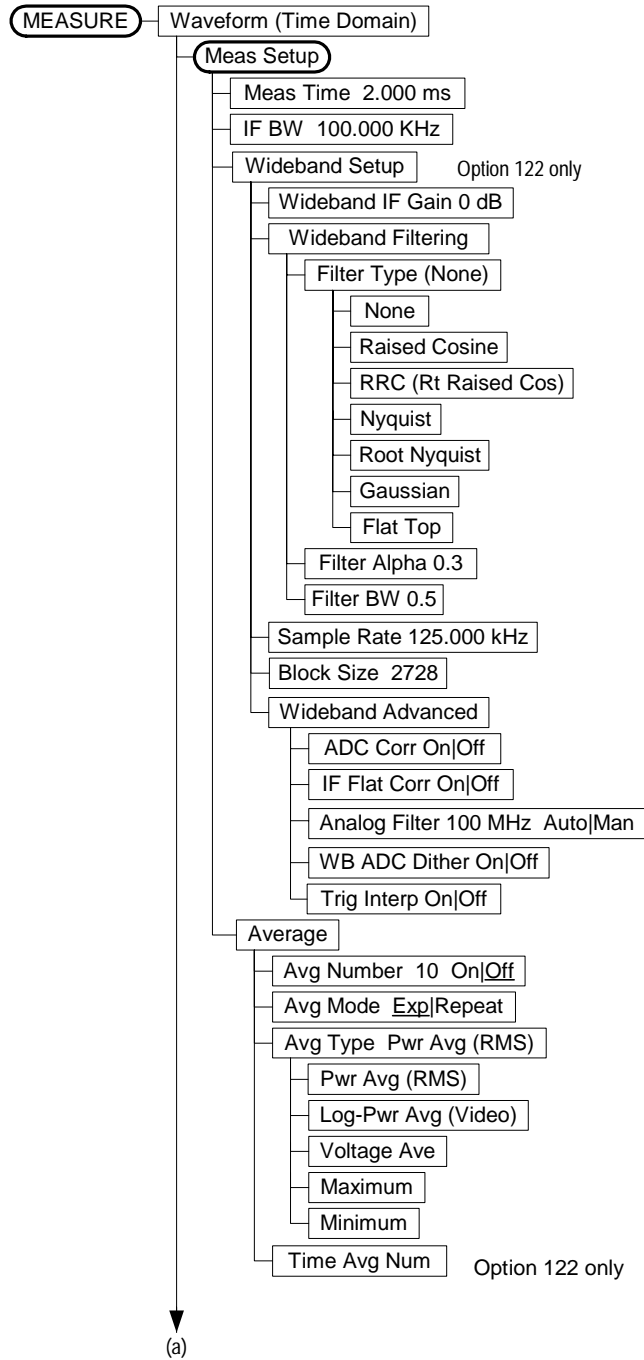 MEASURE Waveform (Time Domain)
Meas Setup
Meas Time 2.000 ms
IF BW 100.000 KHz
Wideband Setup Option 122 only
Wideband IF Gain 0 dB
Wideband Filtering
Filter Type (None)
None
Raised Cosine
RRC (Rt Raised Cos)
Nyquist
Root Nyquist
Gaussian
Flat Top
Filter Alpha 0.3
Filter BW 0.5
Sample Rate 125.000 kHz
Block Size 2728
Wideband Advanced
ADC Corr On|Off
IF Flat Corr On|Off
Analog Filter 100 MHz Auto|Man
WB ADC Dither On|Off
Trig Interp On|Off
Average
Avg Number 10 On|Off
Avg Mode Exp|Repeat
Avg Type Pwr Avg (RMS)
Pwr Avg (RMS)
Log-Pwr Avg (Video)
Voltage Ave
Maximum
Minimum
Time Avg Num Option 122 only
(a)